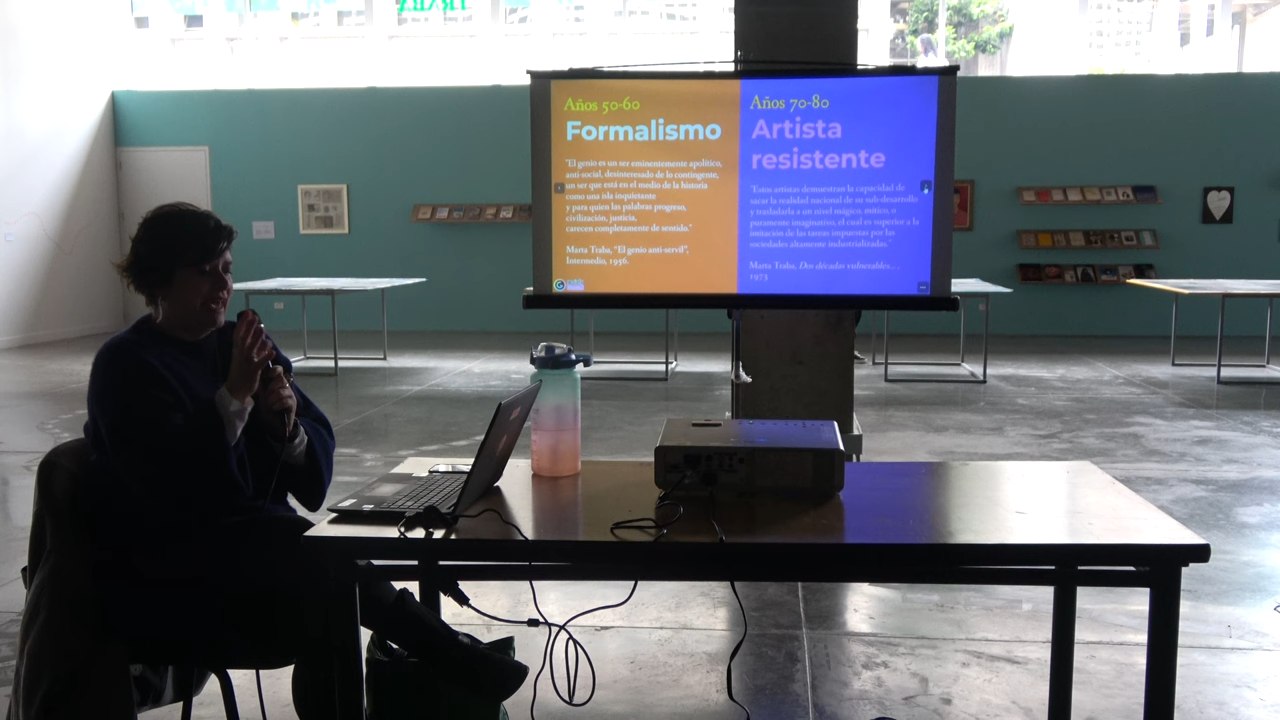 Años 50-60
Formalismo
"El genio es un ser eminentemente apolítico,
anti-social, desinteresado de lo contingente,
un ser que está en el medio de la historia
como una isla inquietante
y para quien las palabras progreso,
civilización, justicia,
carecen completamente de sentido."
Marta Traba, "El genio anti-servil",
Intermedio, 1956.
Años 70-80
Artista
resistente
"Estos artistas demuestran la capacidad de
sacar la realidad nacional de su sub-desarrollo
y trasladarla a un nivel mágico, mítico, o
puramente imaginativo, el cual es superior a la
imitación de las tareas impuestas por las
sociedades altamente industrializadas."
Marta Traba, Dos décadas vulnerables...,
1973